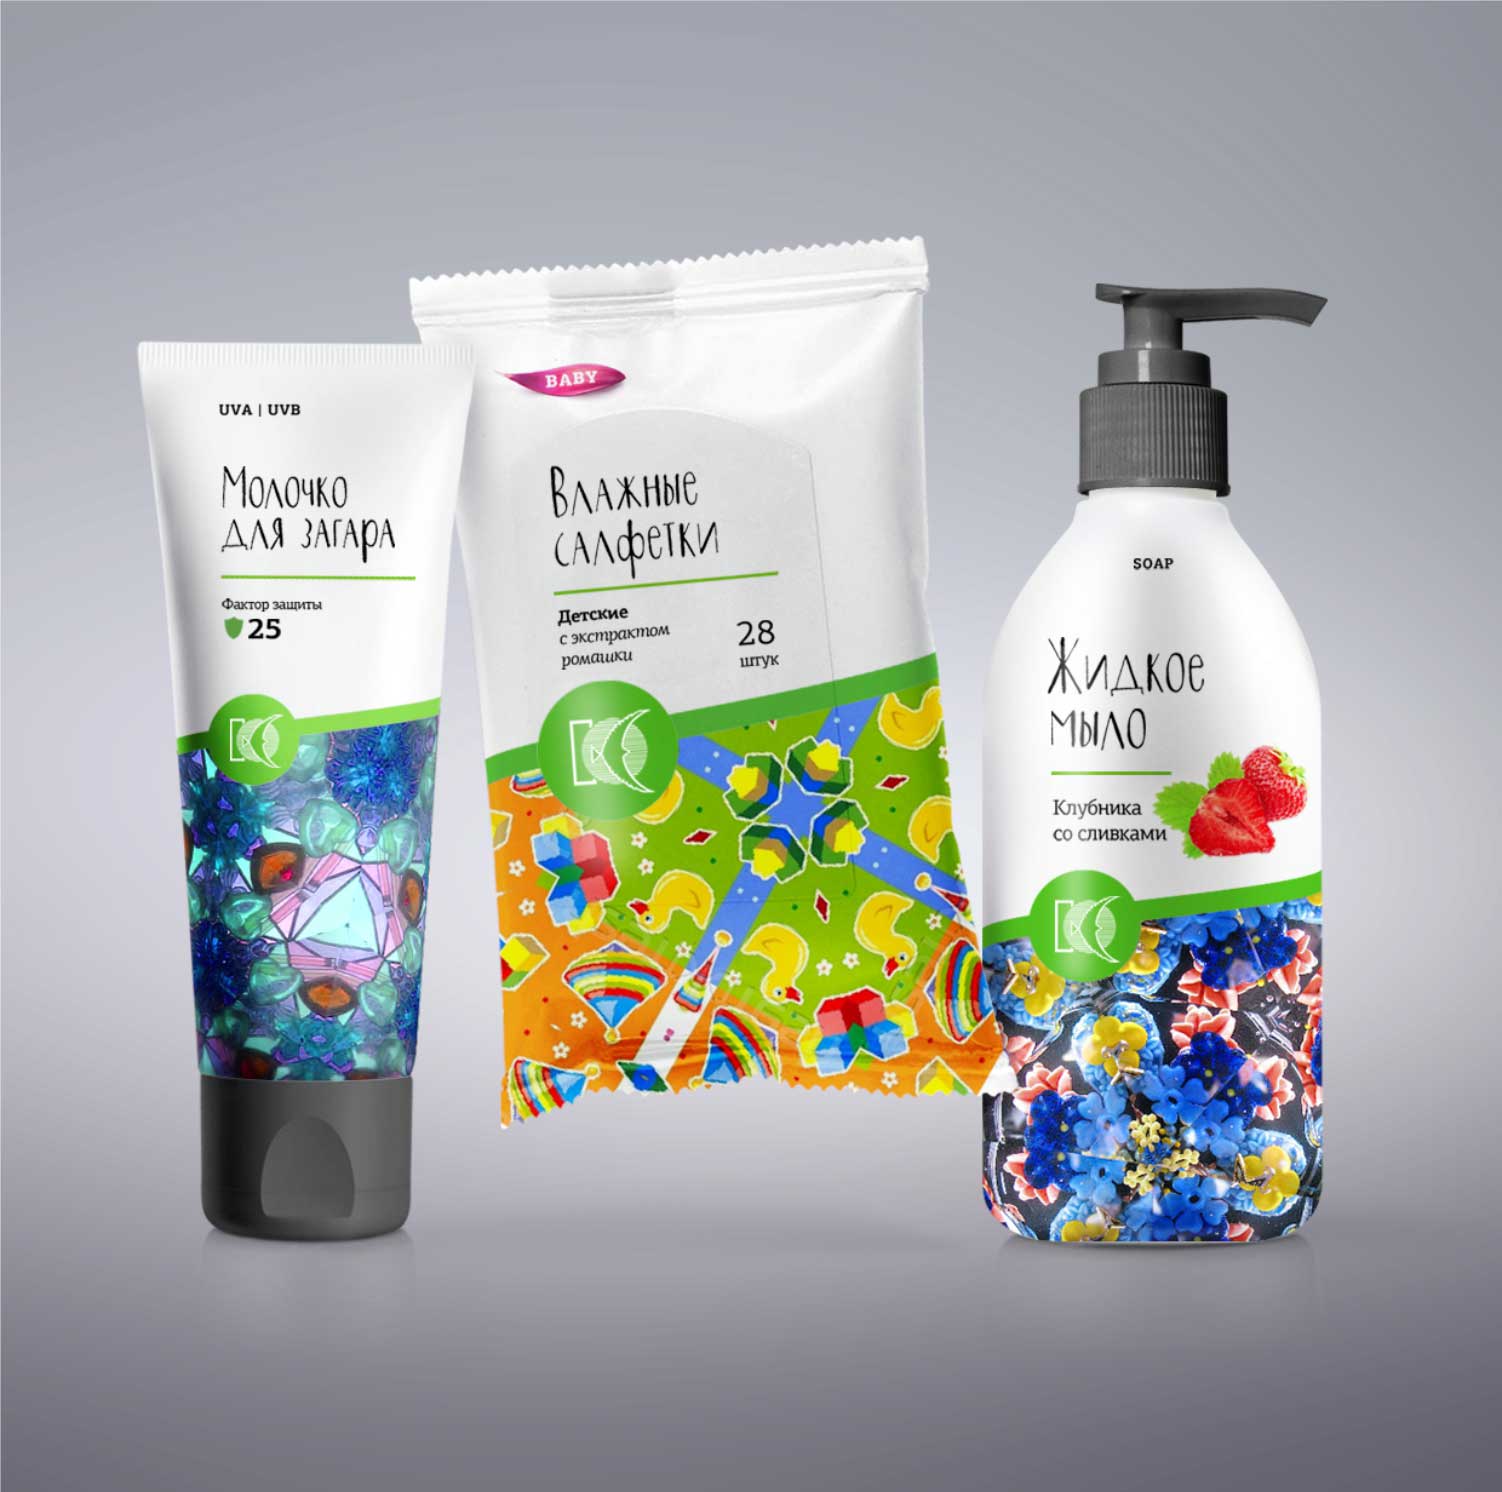 UVA | UVB
Молочко
для загара
Фактор защиты
25
BABY
Влажные
салфетки
Детские
с экстрактом
ромашки
28
штук
SOAP
Жидкое
мыло
Клубника
со сливками